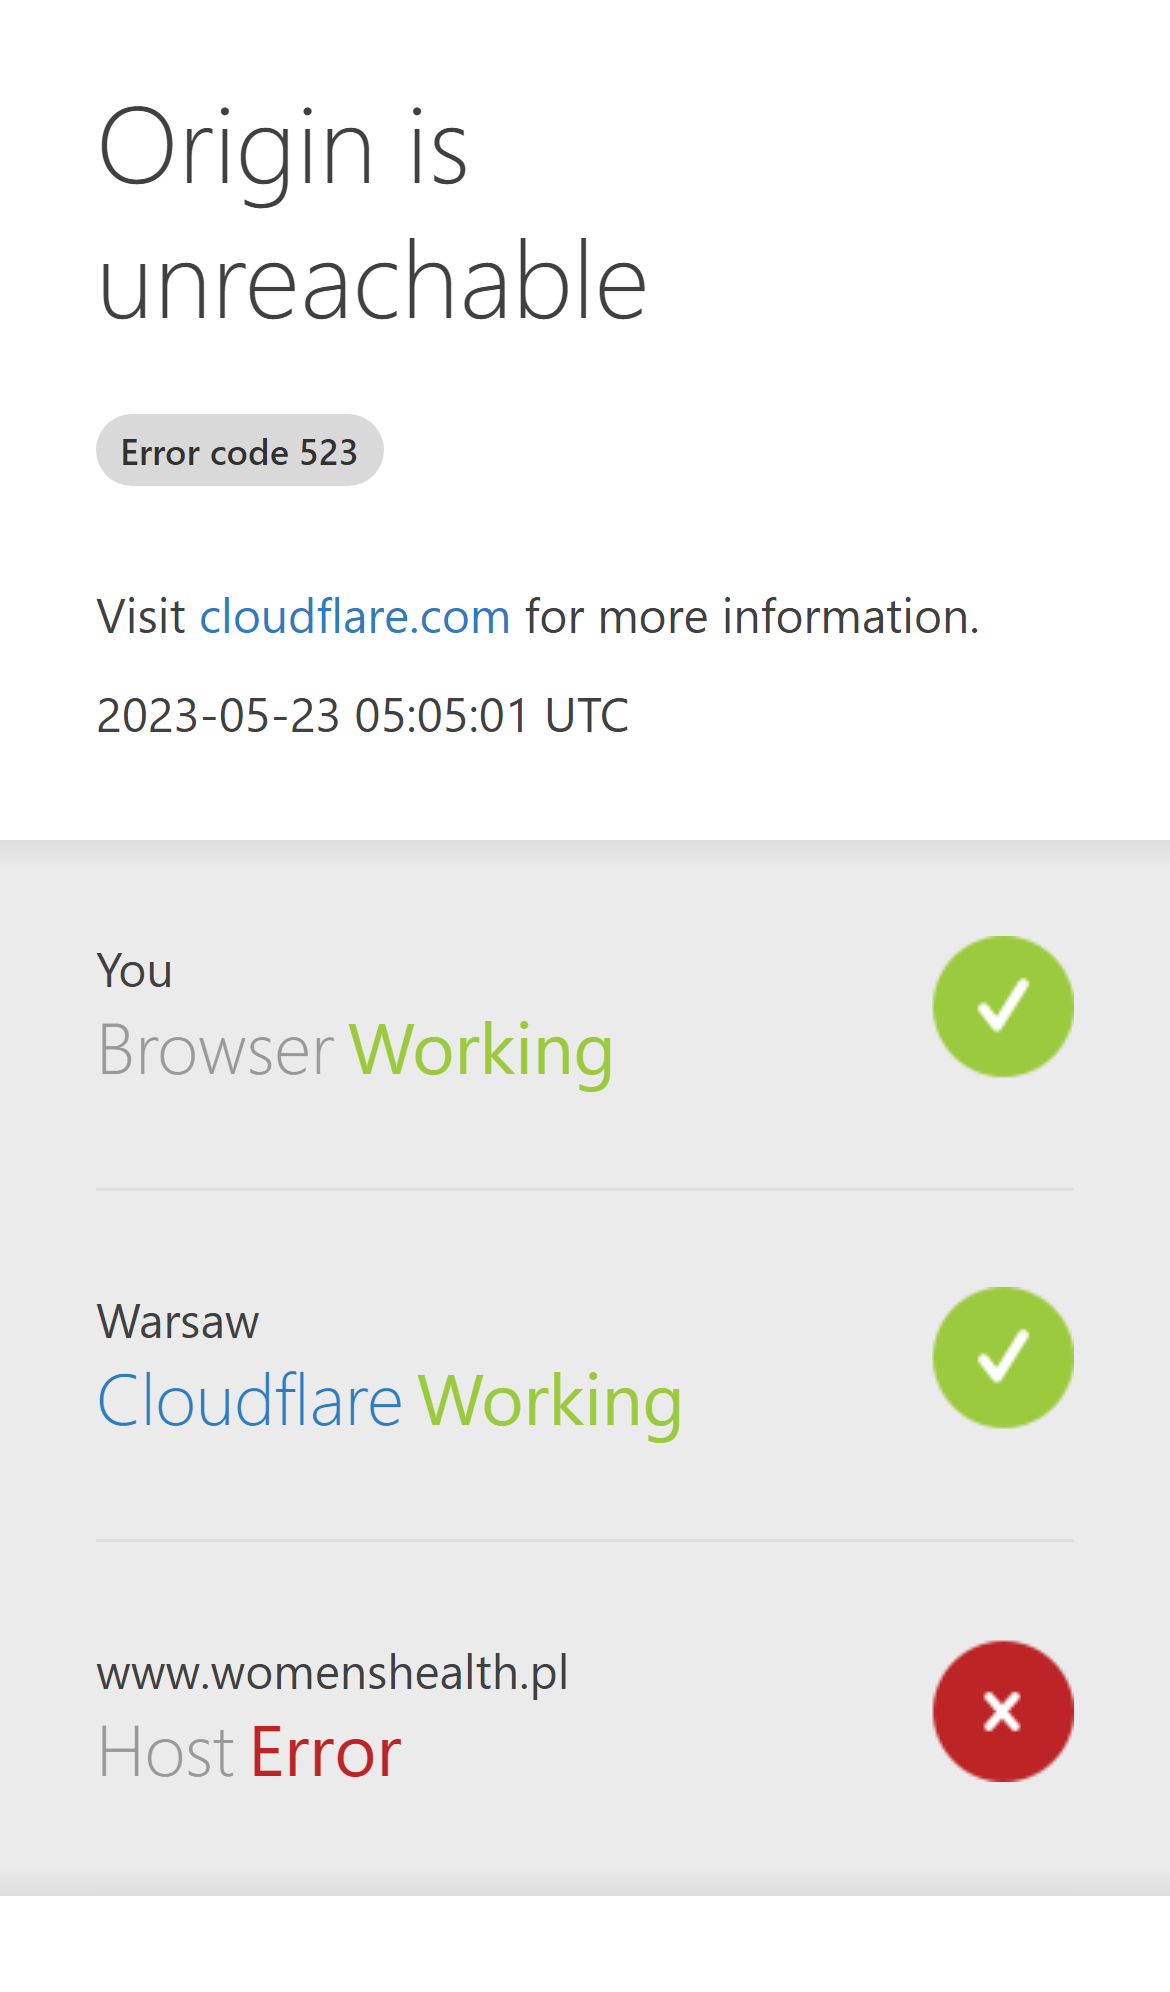 Origin is
unreachable
Error code 523
Visit cloudflare.com for more information.
2023-05-23 05:05:01 UTC
You
Browser Working
Warsaw
Cloudflare Working
www.womenshealth.pl
Host Error